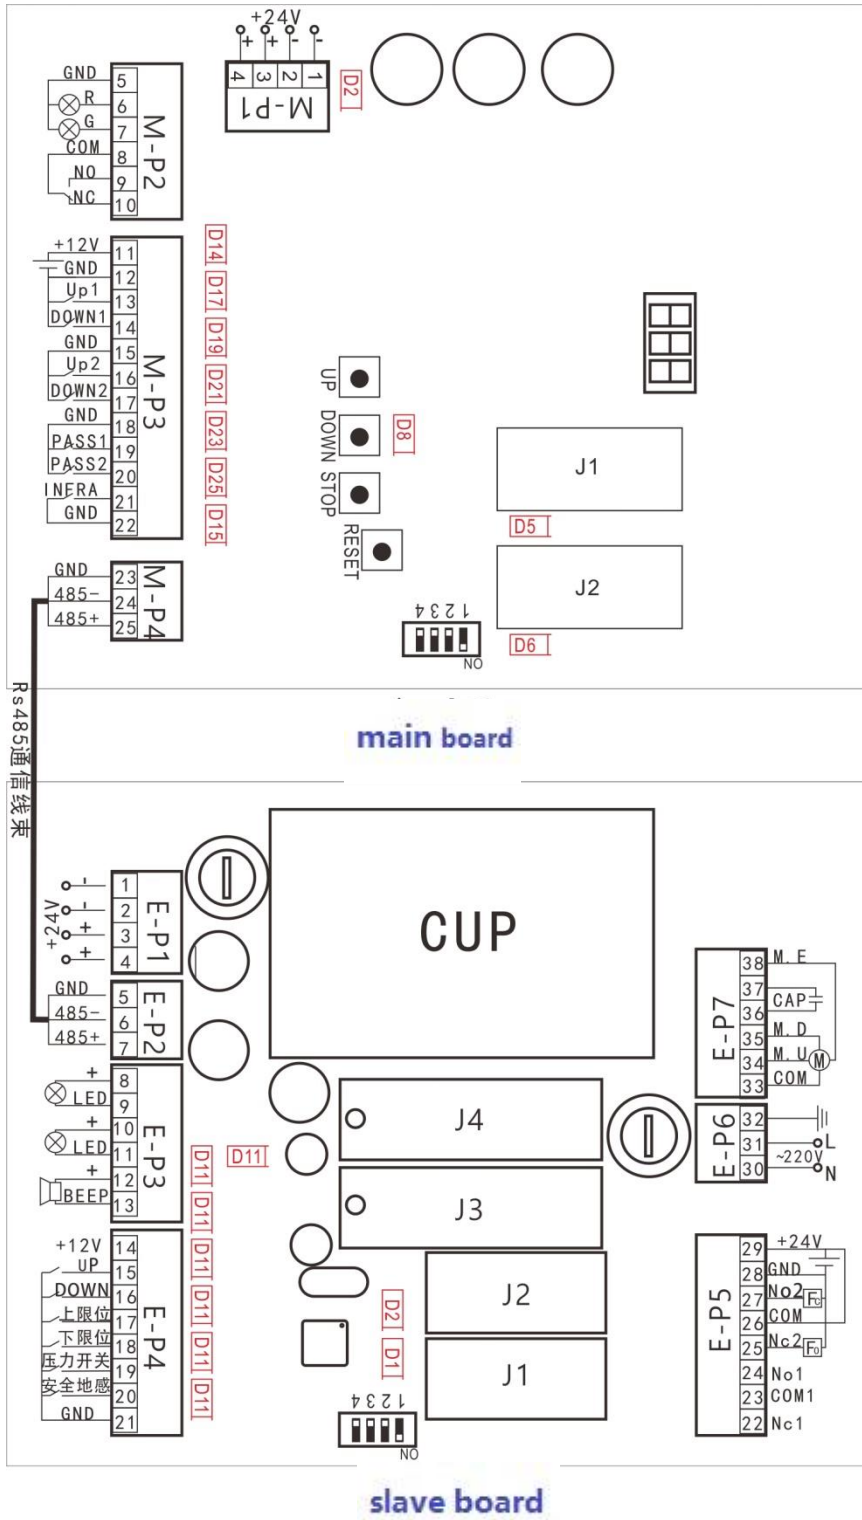 +24V
+ + - -
4 3 2 1
M-P1
D2
GND 5
R 6
G 7
COM 8
NO 9
NC 10
M-P2
+12V 11
GND 12
Up1 13
DOWN1 14
GND 15
Up2 16
DOWN2 17
GND 18
PASS1 19
PASS2 20
INFRA 21
GND 22
M-P3
D14
D17
D19
D21
D23
D25
D15
GND 23
485- 24
485+ 25
M-P4
UP
DOWN
STOP
RESET
D8
J1
D5
J2
D6
1 2 3 4
ON
Rs485通信线束
main board
CUP
+24V
- 1
- 2
+ 3
+ 4
E-P1
GND 5
485- 6
485+ 7
E-P2
+ 8
LED 9
+ 10
LED 11
+ 12
BEEP 13
E-P3
+12V 14
UP 15
DOWN 16
上限位 17
下限位 18
压力开关 19
安全地感 20
GND 21
E-P4
D11
D11
D11
D11
D11
D11
D11
J4
J3
J2
J1
D2
D1
1 2 3 4
ON
E-P7
38 M.E
37
CAP
36
35 M.D
34 M.U
M
33 COM
E-P6
32
31 L
~220V
30 N
E-P5
29 +24V
28 GND
27 No2
26 COM
25 Nc2
24 No1
23 COM1
22 Nc1
slave board